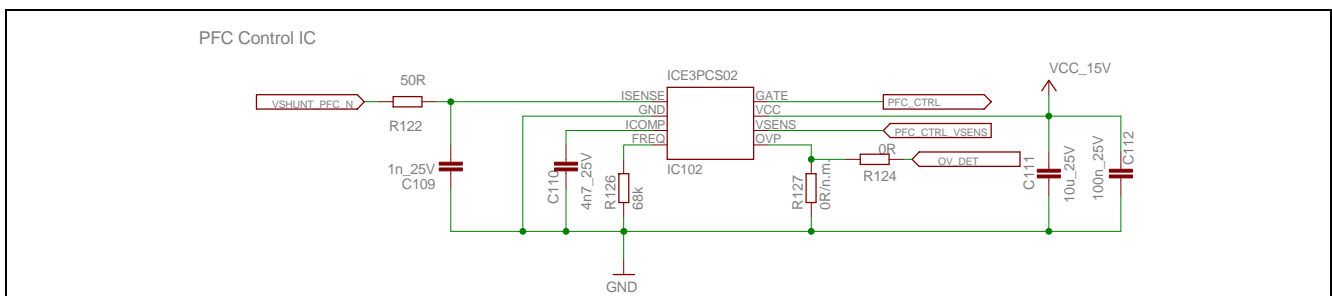 PFC Control IC
VCC_15V
50R
ICE3PCS02
VSHUNT_PFC_N
ISENSE
GATE
PFC_CTRL
GND
VCC
R122
ICOMP
VSENS
PFC_CTRL_VSENS
FREQ
OVP
0R
OV_DET
1n_25V
C109
C110
4n7_25V
R126
68k
IC102
R127
0R/n.m.
R124
C111
10u_25V
100n_25V
C112
GND